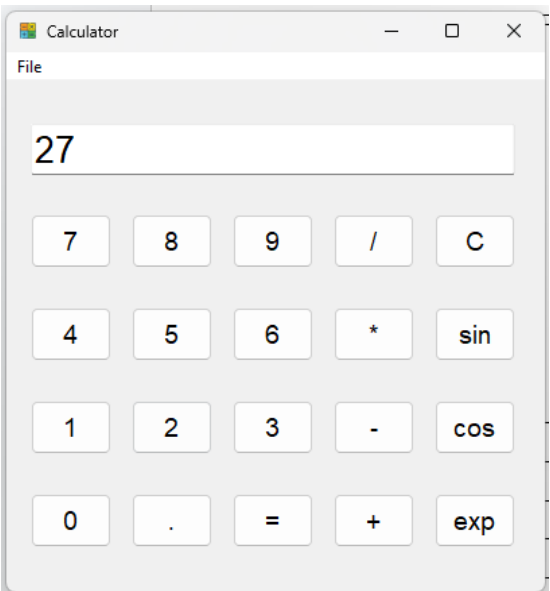 Calculator
File
27
7 8 9 / C
4 5 6 * sin
1 2 3 - cos
0 . = + exp